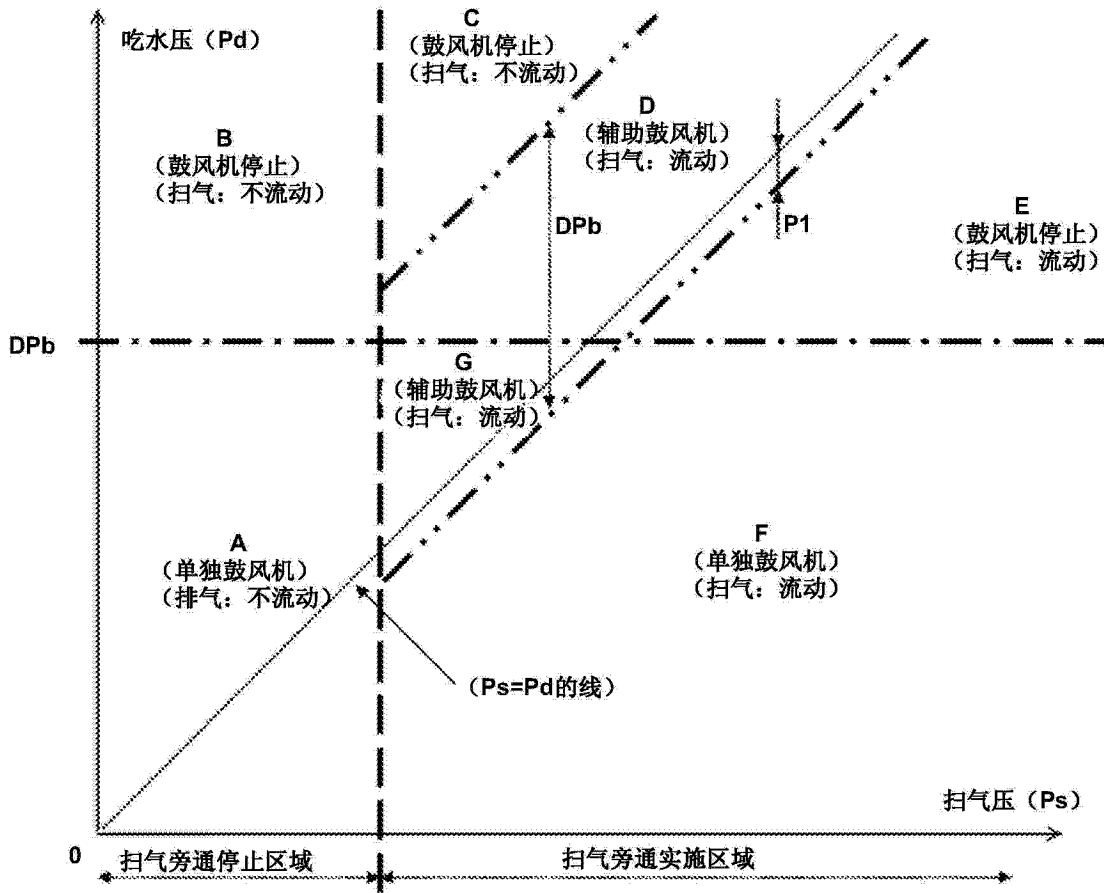 吃水压（Pd）
C
（鼓风机停止）
（扫气：不流动）
B
（鼓风机停止）
（扫气：不流动）
D
（辅助鼓风机）
（扫气：流动）
DPb
P1
E
（鼓风机停止）
（扫气：流动）
DPb
G
（辅助鼓风机）
（扫气：流动）
A
（单独鼓风机）
（排气：不流动）
F
（单独鼓风机）
（扫气：流动）
（Ps=Pd的线）
扫气压（Ps）
0
扫气旁通停止区域
扫气旁通实施区域